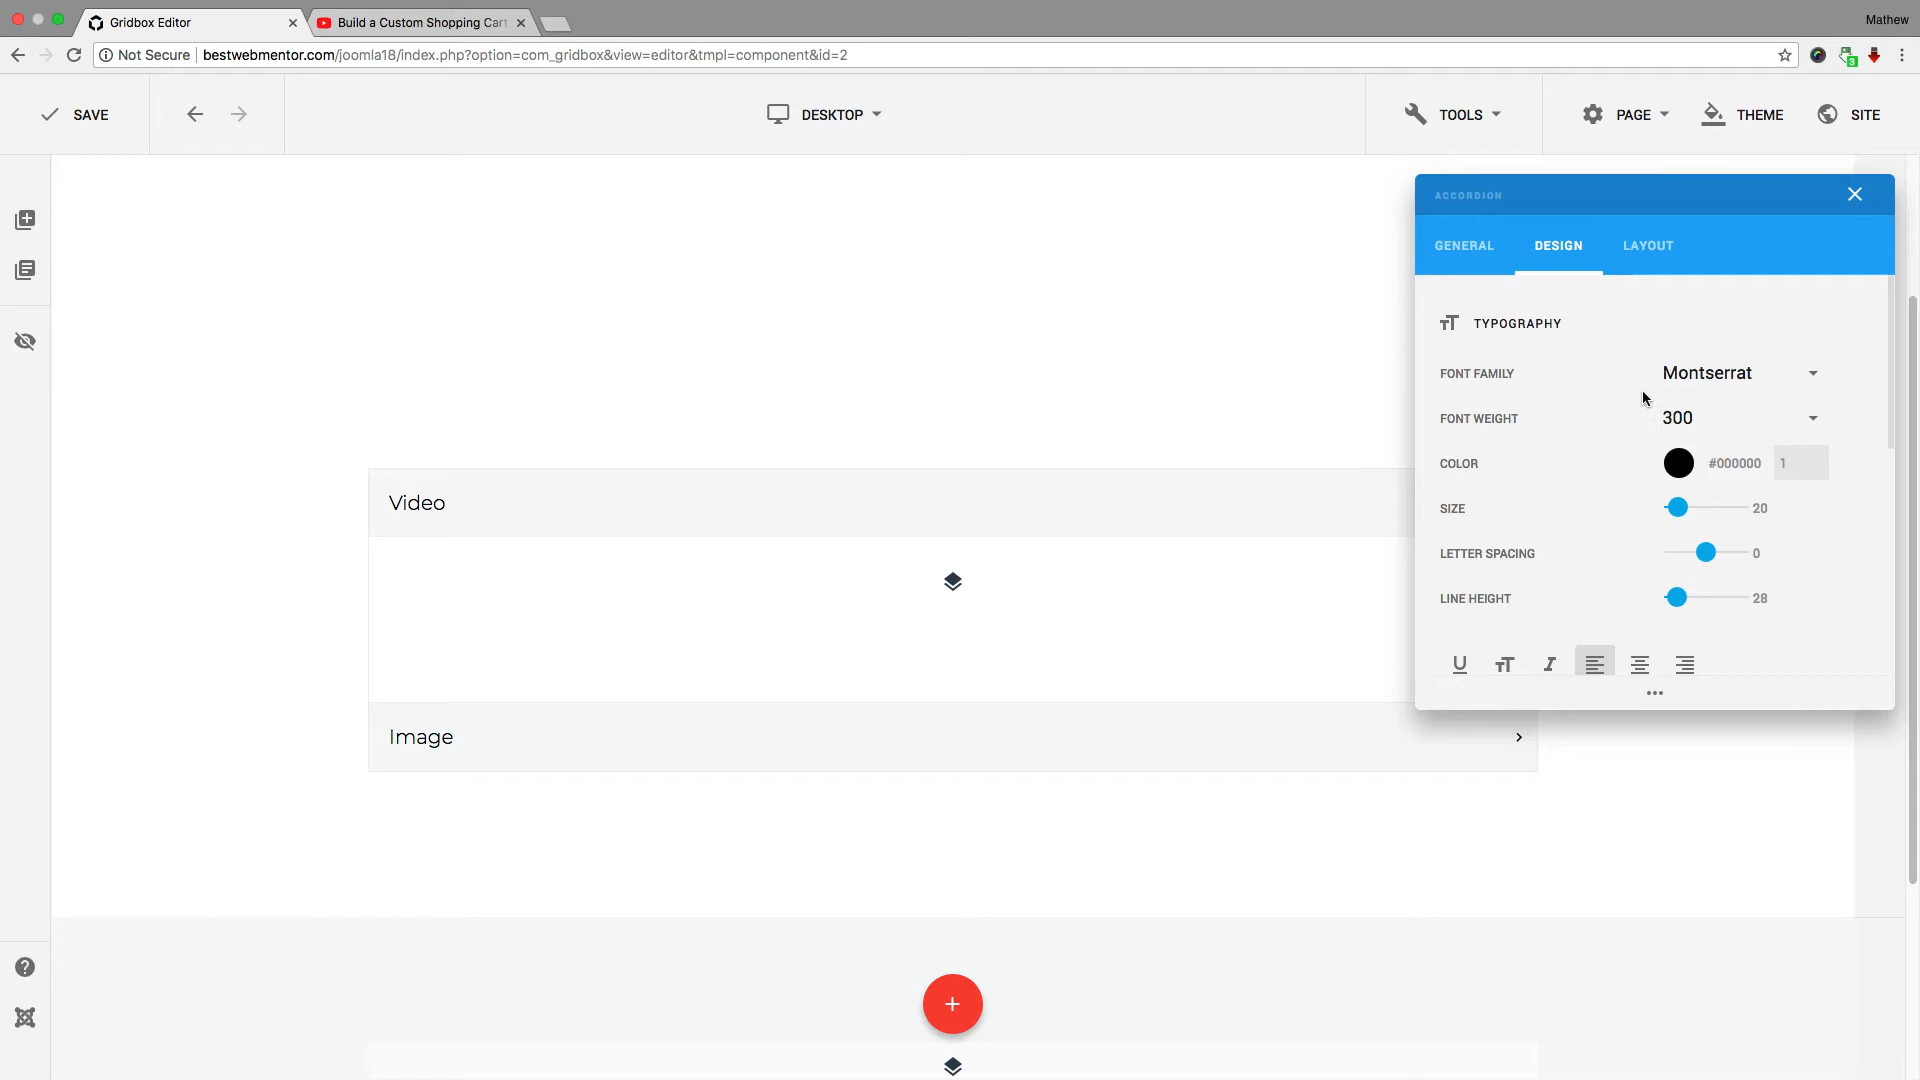 Gridbox Editor
Build a Custom Shopping Cart
Mathew
Not Secure
bestwebmentor.com/joomla18/index.php?option=com_gridbox&view=editor&tmpl=component&id=2
3
SAVE
DESKTOP
TOOLS
PAGE
THEME
SITE
ACCORDION
GENERAL
DESIGN
LAYOUT
TYPOGRAPHY
FONT FAMILY
Montserrat
FONT WEIGHT
300
COLOR
#000000
1
SIZE
20
LETTER SPACING
0
LINE HEIGHT
28
Video
Image